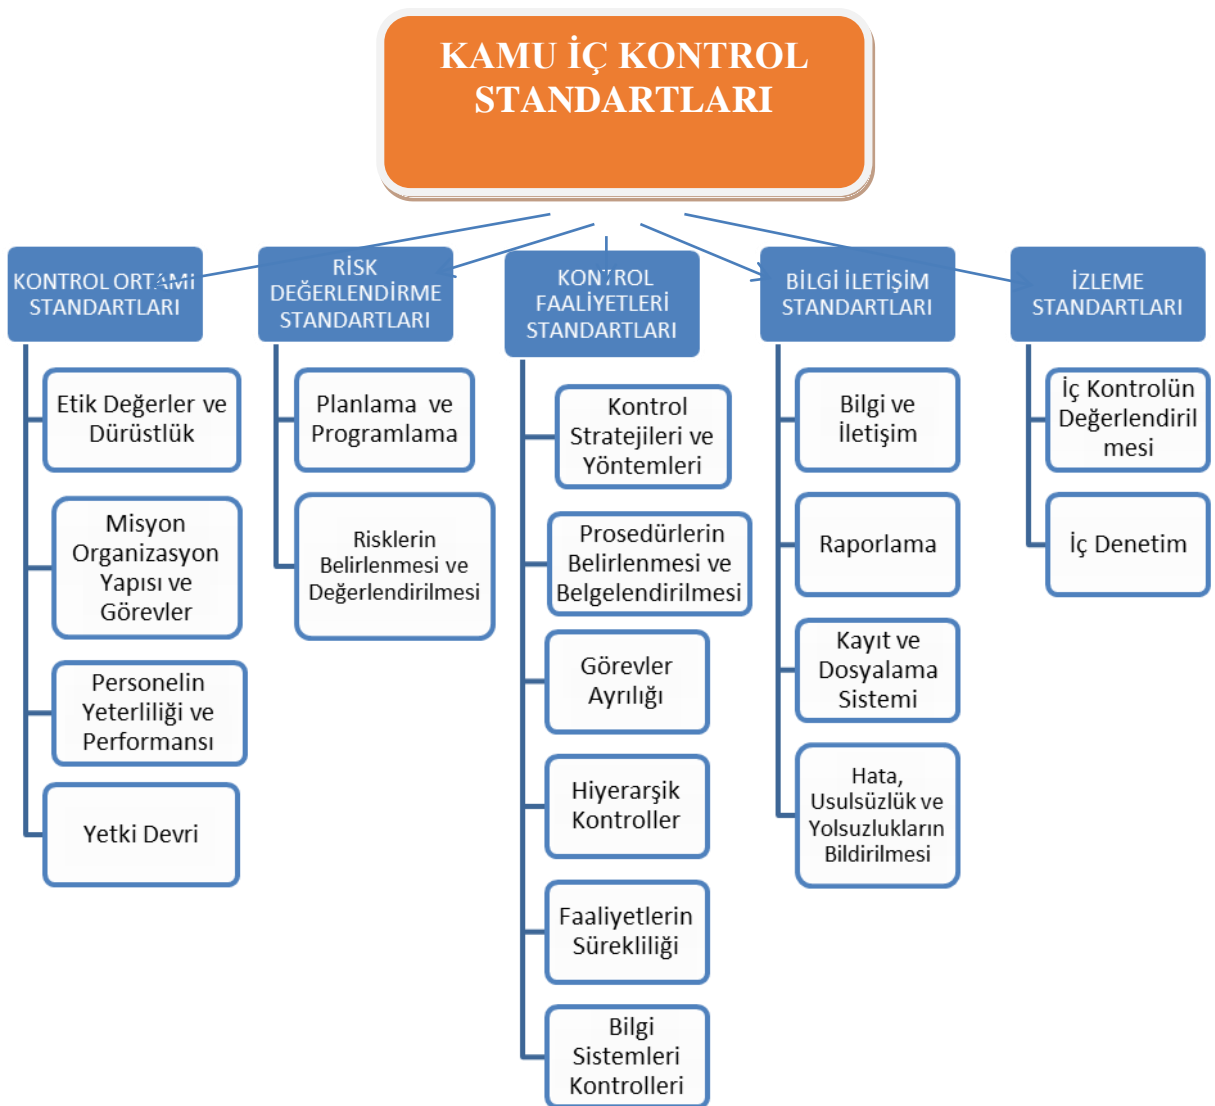 KAMU İÇ KONTROL
STANDARTLARI
KONTROL ORTAMI
STANDARTLARI
Etik Değerler ve
Dürüstlük
Misyon
Organizasyon
Yapısı ve
Görevler
Personelin
Yeterliliği ve
Performansı
Yetki Devri
RİSK
DEĞERLENDİRME
STANDARTLARI
Planlama ve
Programlama
Risklerin
Belirlenmesi ve
Değerlendirilmesi
KONTROL
FAALİYETLERİ
STANDARTLARI
Kontrol
Stratejileri ve
Yöntemleri
Prosedürlerin
Belirlenmesi ve
Belgelendirilmesi
Görevler
Ayrılığı
Hiyerarşik
Kontroller
Faaliyetlerin
Sürekliliği
Bilgi
Sistemleri
Kontrolleri
BİLGİ İLETİŞİM
STANDARTLARI
Bilgi ve
İletişim
Raporlama
Kayıt ve
Dosyalama
Sistemi
Hata,
Usulsüzlük ve
Yolsuzlukların
Bildirilmesi
İZLEME
STANDARTLARI
İç Kontrolün
Değerlendiril
mesi
İç Denetim